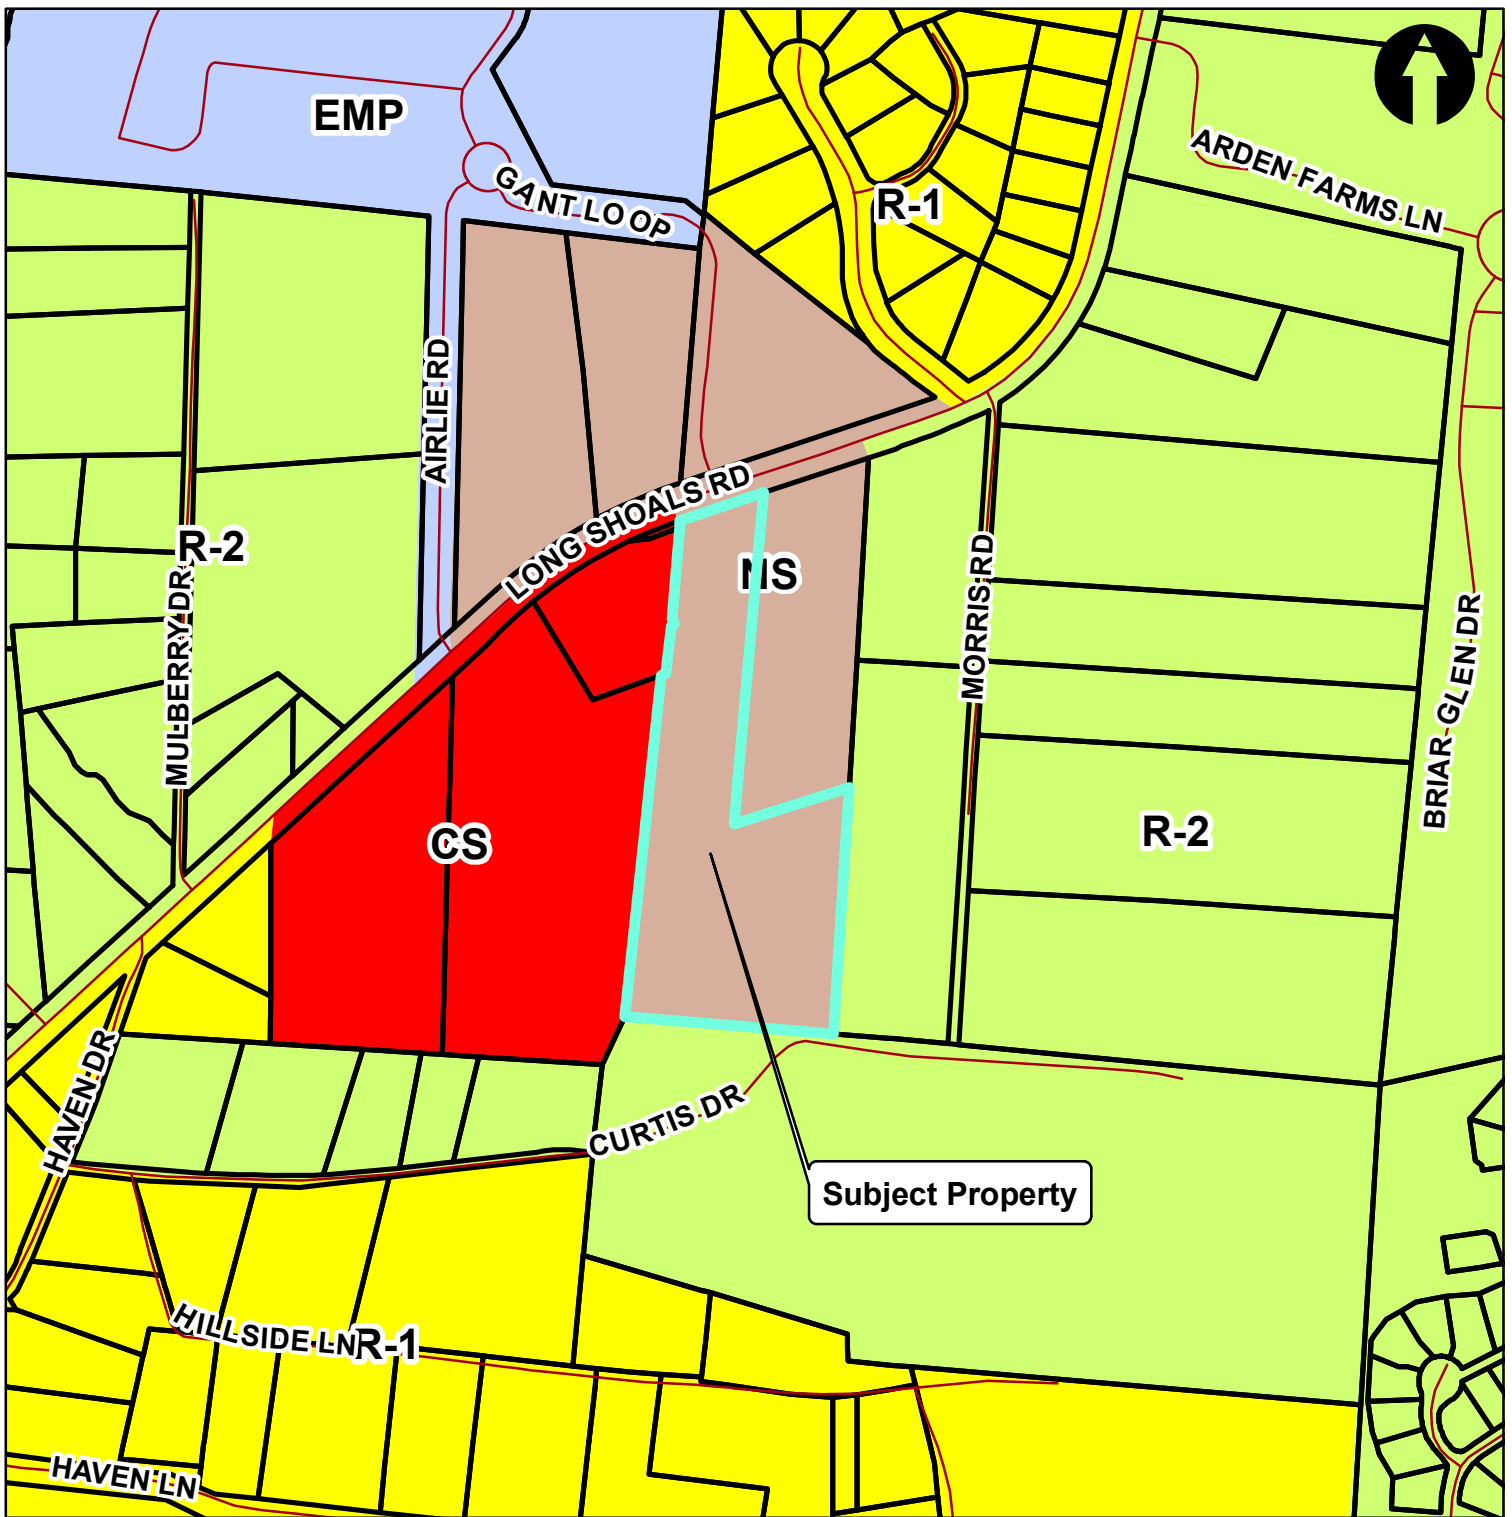 EMP
ARDEN FARMS LN
GANT LOOP
R-1
AIRLIE RD
LONG SHOALS RD
R-2
NS
MORRIS RD
MULBERRY DR
BRIAR GLEN DR
CS
R-2
HAVEN DR
CURTIS DR
Subject Property
HILLSIDE LN
R-1
HAVEN LN